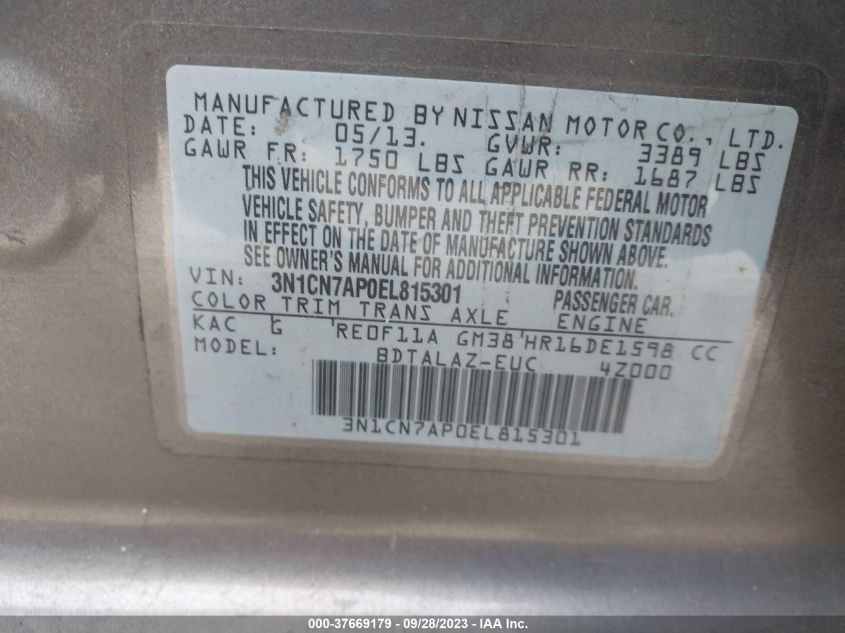 MANUFACTURED BY NISSAN MOTOR CO., LTD.
DATE: 05/13. GVWR: 3389 LBS
GAWR FR: 1750 LBS GAWR RR: 1687 LBS
THIS VEHICLE CONFORMS TO ALL APPLICABLE FEDERAL MOTOR
VEHICLE SAFETY, BUMPER AND THEFT PREVENTION STANDARDS
IN EFFECT ON THE DATE OF MANUFACTURE SHOWN ABOVE.
SEE OWNER'S MANUAL FOR ADDITIONAL INFORMATION.
VIN: 3N1CN7AP0EL815301 PASSENGER CAR.
COLOR TRIM TRANS AXLE ENGINE
KAC G RE0F11A GM38 HR16DE1598 CC
MODEL: BDTALAZ-EUC 4Z000
3N1CN7AP0EL815301
000-37669179 - 09/28/2023 - IAA Inc.